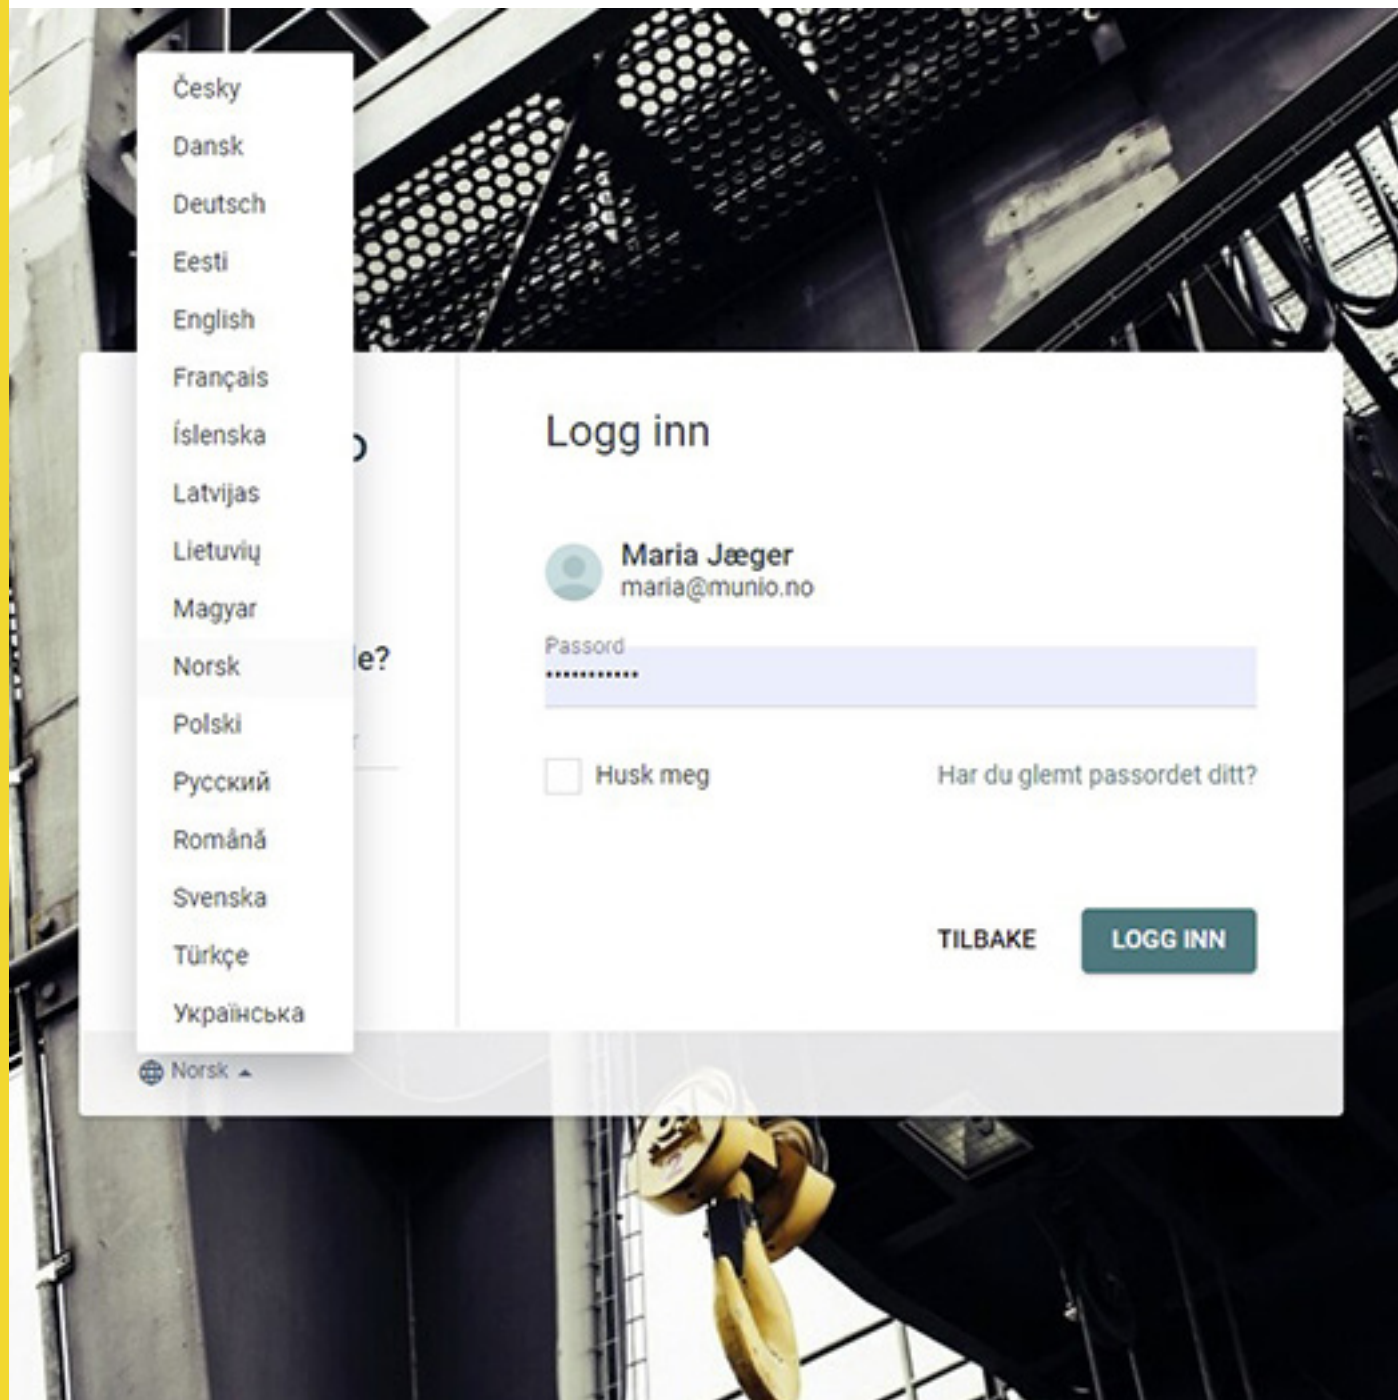 Česky
Dansk
Deutsch
Eesti
English
Français
Íslenska
Latvijas
Lietuvių
Magyar
Norsk
Polski
Русский
Română
Svenska
Türkçe
Українська
Norsk
Logg inn
Maria Jæger
maria@munio.no
Passord
Husk meg
Har du glemt passordet ditt?
TILBAKE
LOGG INN